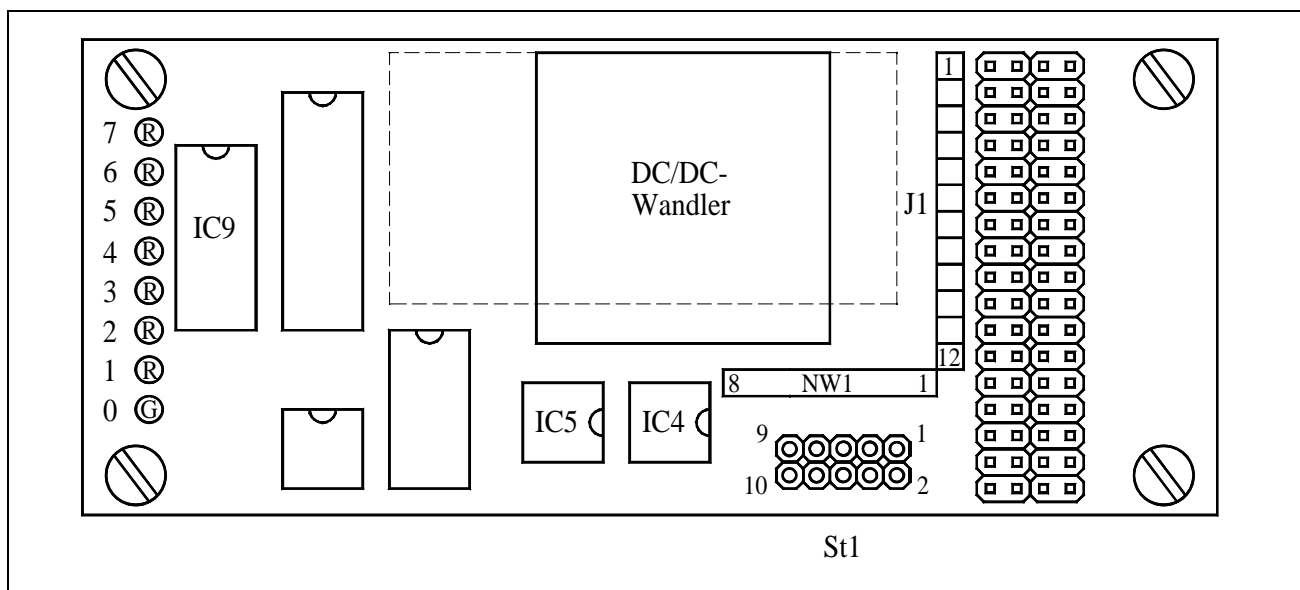 1
7 R
6 R
5 R
4 R
3 R
2 R
1 R
0 G
IC9
DC/DC-
Wandler
J1
12
8 NW1 1
IC5
IC4
9 1
10 2
St1